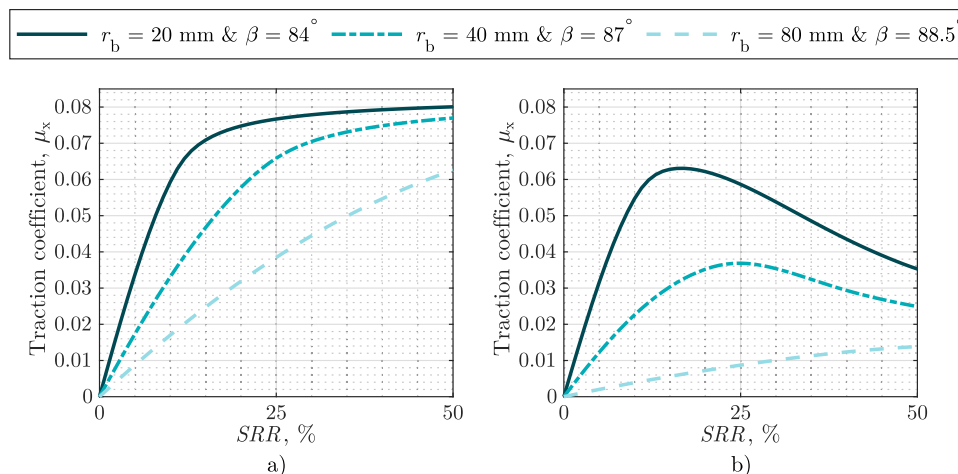 r_b = 20 mm & β = 84° r_b = 40 mm & β = 87° r_b = 80 mm & β = 88.5°
Traction coefficient, μ_x
0.08
0.07
0.06
0.05
0.04
0.03
0.02
0.01
0
0 25 50
SRR, %
a)
Traction coefficient, μ_x
0.08
0.07
0.06
0.05
0.04
0.03
0.02
0.01
0
0 25 50
SRR, %
b)